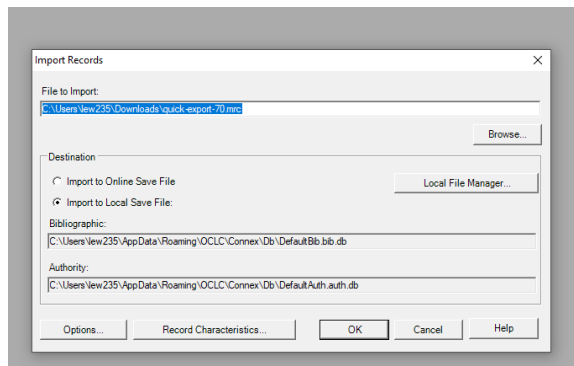 Import Records
File to Import:
C:\Users\lew235\Downloads\quick-export-70.mrc
Browse...
Destination
Import to Online Save File
Local File Manager...
Import to Local Save File:
Bibliographic:
C:\Users\lew235\AppData\Roaming\OCLC\Connex\Db\DefaultBib.bib.db
Authority:
C:\Users\lew235\AppData\Roaming\OCLC\Connex\Db\DefaultAuth.auth.db
Options... Record Characteristics... OK Cancel Help